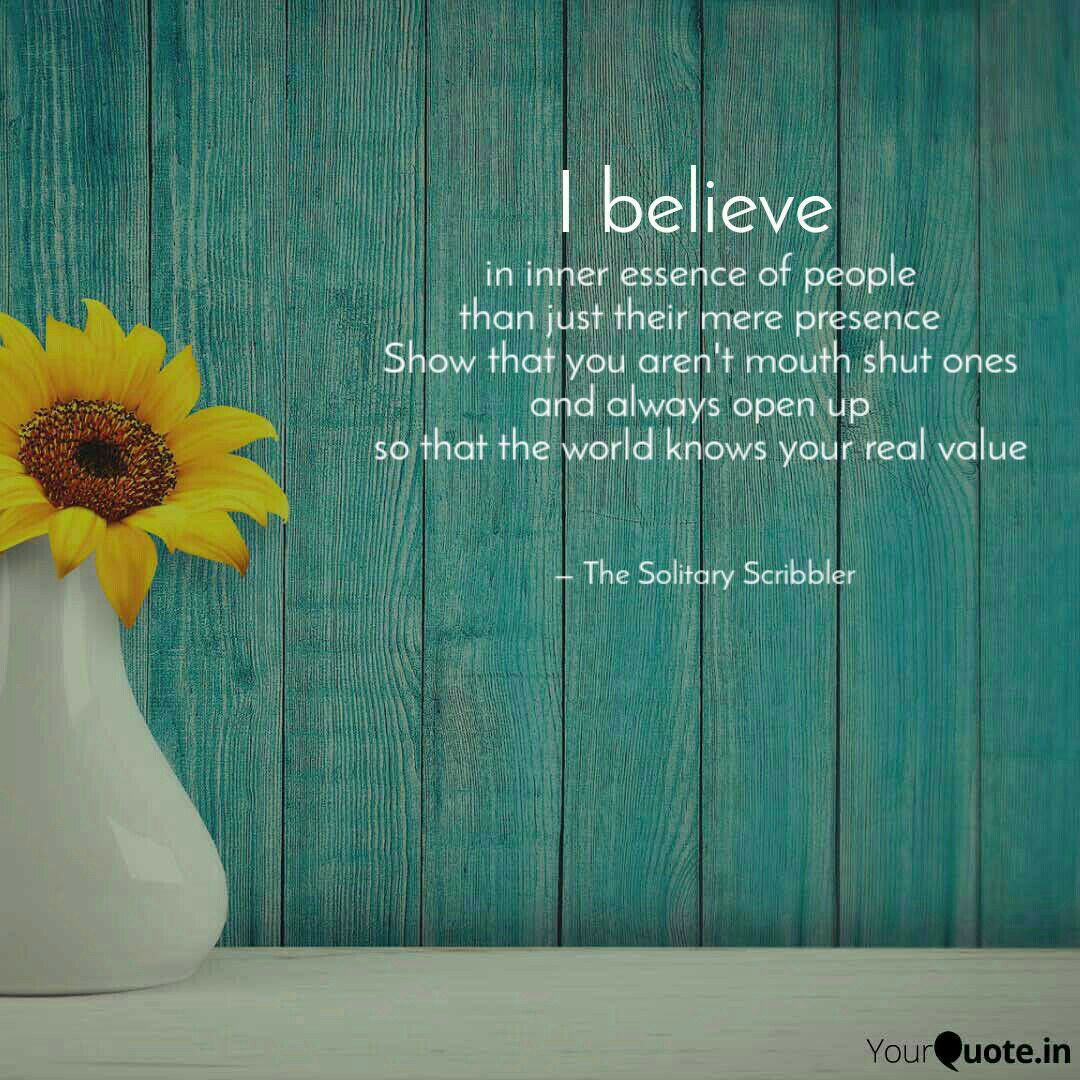 I believe
in inner essence of people
than just their mere presence
Show that you aren't mouth shut ones
and always open up
so that the world knows your real value
– The Solitary Scribbler
YourQuote.in